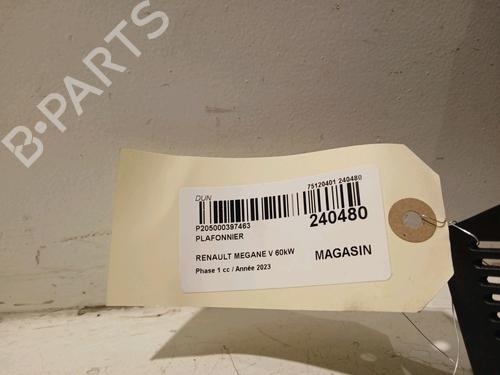 B-PARTS
DUN
75120401 240480
P205000397463
PLAFONNIER
240480
RENAULT MEGANE V 60kW
MAGASIN
Phase 1 cc / Année 2023